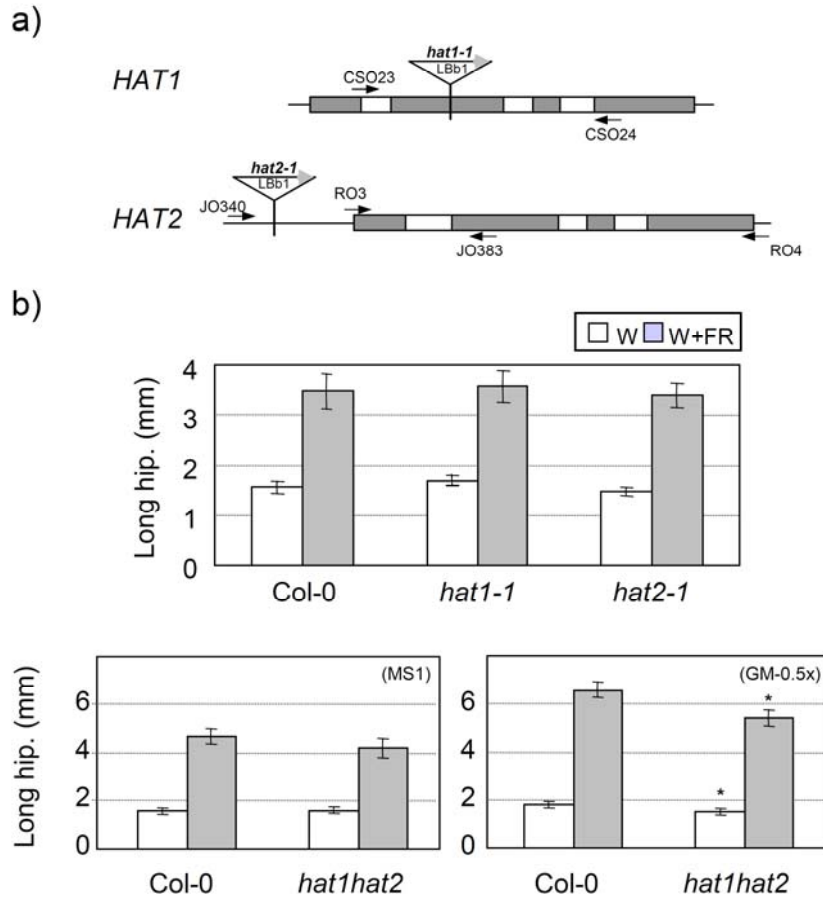 a)
HAT1
hat1-1
LBb1
CSO23
CSO24
HAT2
hat2-1
LBb1
JO340
RO3
JO383
RO4
b)
W W+FR
Long hip. (mm)
4
3
2
1
0
Col-0 hat1-1 hat2-1
Long hip. (mm)
(MS1)
6
4
2
0
Col-0 hat1hat2
(GM-0.5x)
6
4
2
0
* *
Col-0 hat1hat2